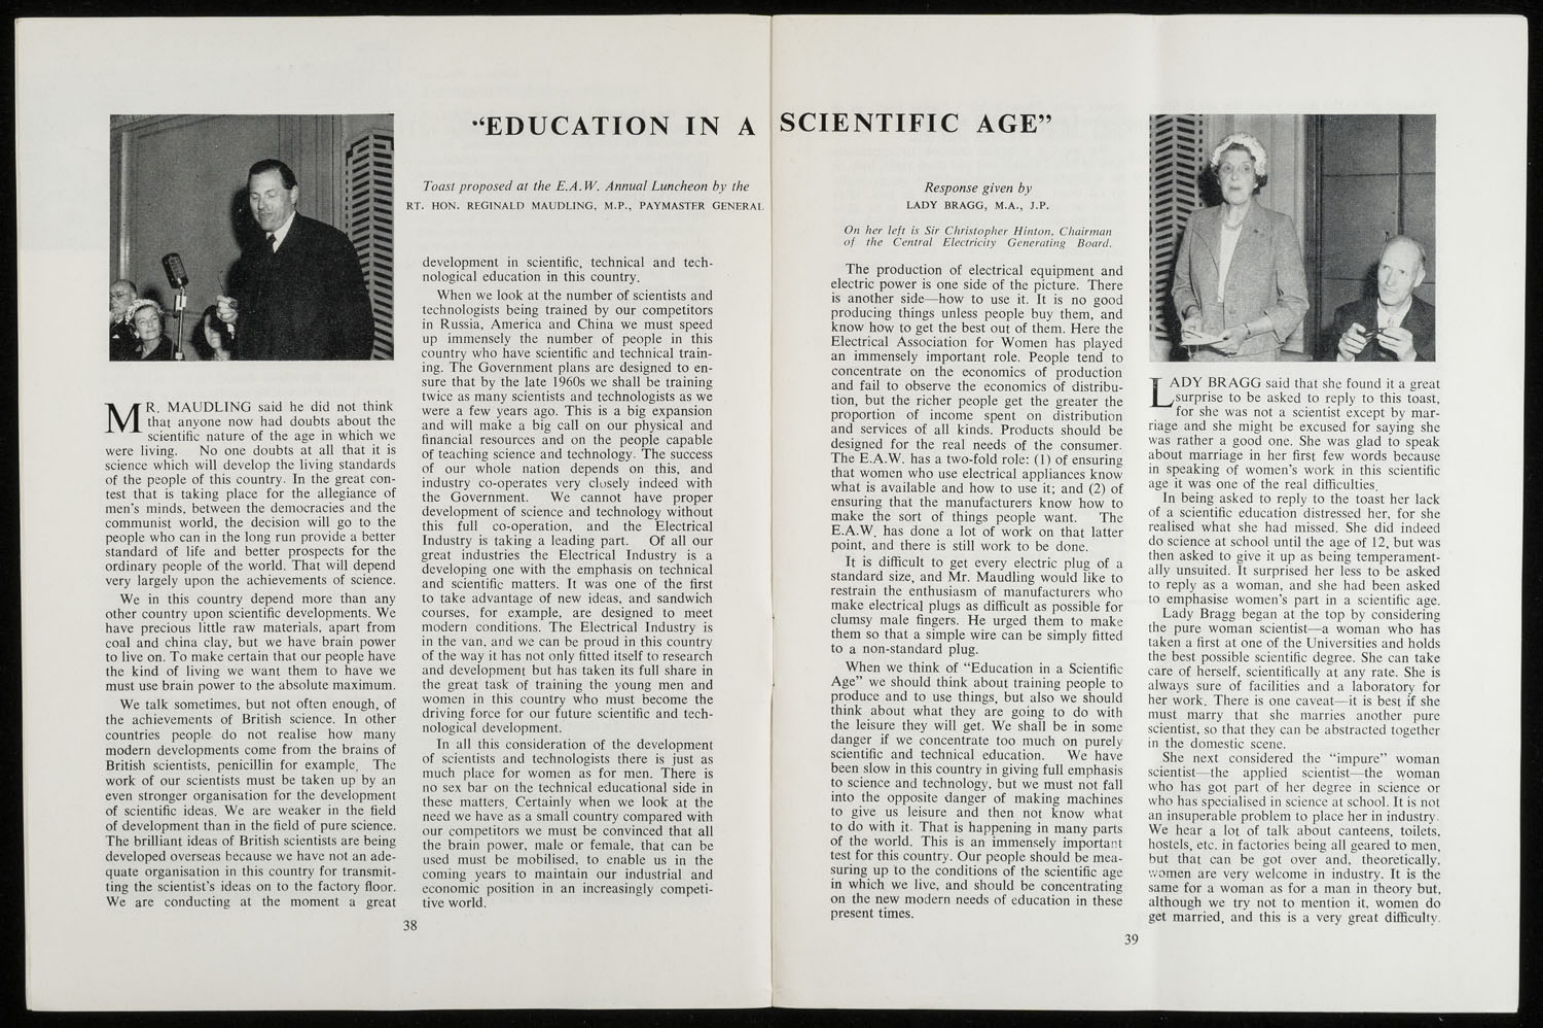 "EDUCATION IN A SCIENTIFIC AGE"
Toast proposed at the E.A.W. Annual Luncheon by the
RT. HON. REGINALD MAUDLING, M.P., PAYMASTER GENERAL
MR. MAUDLING said he did not think
that anyone now had doubts about the
scientific nature of the age in which we
were living. No one doubts at all that it is
science which will develop the living standards
of the people of this country. In the great con-
test that is taking place for the allegiance of
men's minds, between the democracies and the
communist world, the decision will go to the
people who can in the long run provide a better
standard of life and better prospects for the
ordinary people of the world. That will depend
very largely upon the achievements of science.
We in this country depend more than any
other country upon scientific developments. We
have precious little raw materials, apart from
coal and china clay, but we have brain power
to live on. To make certain that our people have
the kind of living we want them to have we
must use brain power to the absolute maximum.
We talk sometimes, but not often enough, of
the achievements of British science. In other
countries people do not realise how many
modern developments come from the brains of
British scientists, penicillin for example. The
work of our scientists must be taken up by an
even stronger organisation for the development
of scientific ideas. We are weaker in the field
of development than in the field of pure science.
The brilliant ideas of British scientists are being
developed overseas because we have not an ade-
quate organisation in this country for transmit-
ting the scientist's ideas on to the factory floor.
We are conducting at the moment a great
development in scientific, technical and tech-
nological education in this country.
When we look at the number of scientists and
technologists being trained by our competitors
in Russia, America and China we must speed
up immensely the number of people in this
country who have scientific and technical train-
ing. The Government plans are designed to en-
sure that by the late 1960s we shall be training
twice as many scientists and technologists as we
were a few years ago. This is a big expansion
and will make a big call on our physical and
financial resources and on the people capable
of teaching science and technology. The success
of our whole nation depends on this, and
industry co-operates very closely indeed with
the Government. We cannot have proper
development of science and technology without
this full co-operation, and the Electrical
Industry is taking a leading part. Of all our
great industries the Electrical Industry is a
developing one with the emphasis on technical
and scientific matters. It was one of the first
to take advantage of new ideas, and sandwich
courses, for example, are designed to meet
modern conditions. The Electrical Industry is
in the van, and we can be proud in this country
of the way it has not only fitted itself to research
and development but has taken its full share in
the great task of training the young men and
women in this country who must become the
driving force for our future scientific and tech-
nological development.
In all this consideration of the development
of scientists and technologists there is just as
much place for women as for men. There is
no sex bar on the technical educational side in
these matters. Certainly when we look at the
need we have as a small country compared with
our competitors we must be convinced that all
the brain power, male or female, that can be
used must be mobilised, to enable us in the
coming years to maintain our industrial and
economic position in an increasingly competi-
tive world.
38
Response given by
LADY BRAGG, M.A., J.P.
On her left is Sir Christopher Hinton, Chairman
of the Central Electricity Generating Board.
The production of electrical equipment and
electric power is one side of the picture. There
is another side—how to use it. It is no good
producing things unless people buy them, and
know how to get the best out of them. Here the
Electrical Association for Women has played
an immensely important role. People tend to
concentrate on the economics of production
and fail to observe the economics of distribu-
tion, but the richer people get the greater the
proportion of income spent on distribution
and services of all kinds. Products should be
designed for the real needs of the consumer.
The E.A.W. has a two-fold role: (1) of ensuring
that women who use electrical appliances know
what is available and how to use it; and (2) of
ensuring that the manufacturers know how to
make the sort of things people want. The
E.A.W. has done a lot of work on that latter
point, and there is still work to be done.
It is difficult to get every electric plug of a
standard size, and Mr. Maudling would like to
restrain the enthusiasm of manufacturers who
make electrical plugs as difficult as possible for
clumsy male fingers. He urged them to make
them so that a simple wire can be simply fitted
to a non-standard plug.
When we think of "Education in a Scientific
Age" we should think about training people to
produce and to use things, but also we should
think about what they are going to do with
the leisure they will get. We shall be in some
danger if we concentrate too much on purely
scientific and technical education. We have
been slow in this country in giving full emphasis
to science and technology, but we must not fall
into the opposite danger of making machines
to give us leisure and then not know what
to do with it. That is happening in many parts
of the world. This is an immensely important
test for this country. Our people should be mea-
suring up to the conditions of the scientific age
in which we live, and should be concentrating
on the new modern needs of education in these
present times.
LADY BRAGG said that she found it a great
surprise to be asked to reply to this toast,
for she was not a scientist except by mar-
riage and she might be excused for saying she
was rather a good one. She was glad to speak
about marriage in her first few words because
in speaking of women's work in this scientific
age it was one of the real difficulties.
In being asked to reply to the toast her lack
of a scientific education distressed her, for she
realised what she had missed. She did indeed
do science at school until the age of 12, but was
then asked to give it up as being temperament-
ally unsuited. It surprised her less to be asked
to reply as a woman, and she had been asked
to emphasise women's part in a scientific age.
Lady Bragg began at the top by considering
the pure woman scientist—a woman who has
taken a first at one of the Universities and holds
the best possible scientific degree. She can take
care of herself, scientifically at any rate. She is
always sure of facilities and a laboratory for
her work. There is one caveat—it is best if she
must marry that she marries another pure
scientist, so that they can be abstracted together
in the domestic scene.
She next considered the "impure" woman
scientist—the applied scientist—the woman
who has got part of her degree in science or
who has specialised in science at school. It is not
an insuperable problem to place her in industry.
We hear a lot of talk about canteens, toilets,
hostels, etc. in factories being all geared to men,
but that can be got over and, theoretically,
women are very welcome in industry. It is the
same for a woman as for a man in theory but,
although we try not to mention it, women do
get married, and this is a very great difficulty.
39